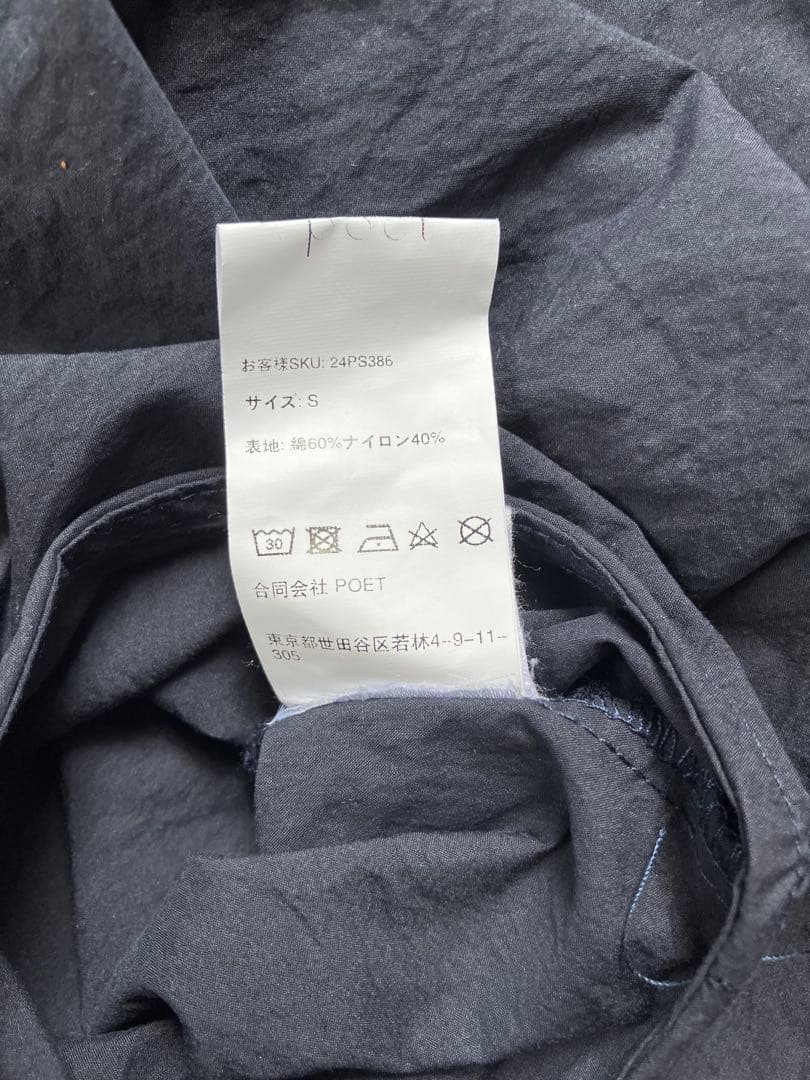 poet
お客様SKU: 24PS386
サイズ: S
表地: 綿60%ナイロン40%
30
合同会社 POET
東京都世田谷区若林4-9-11-
305